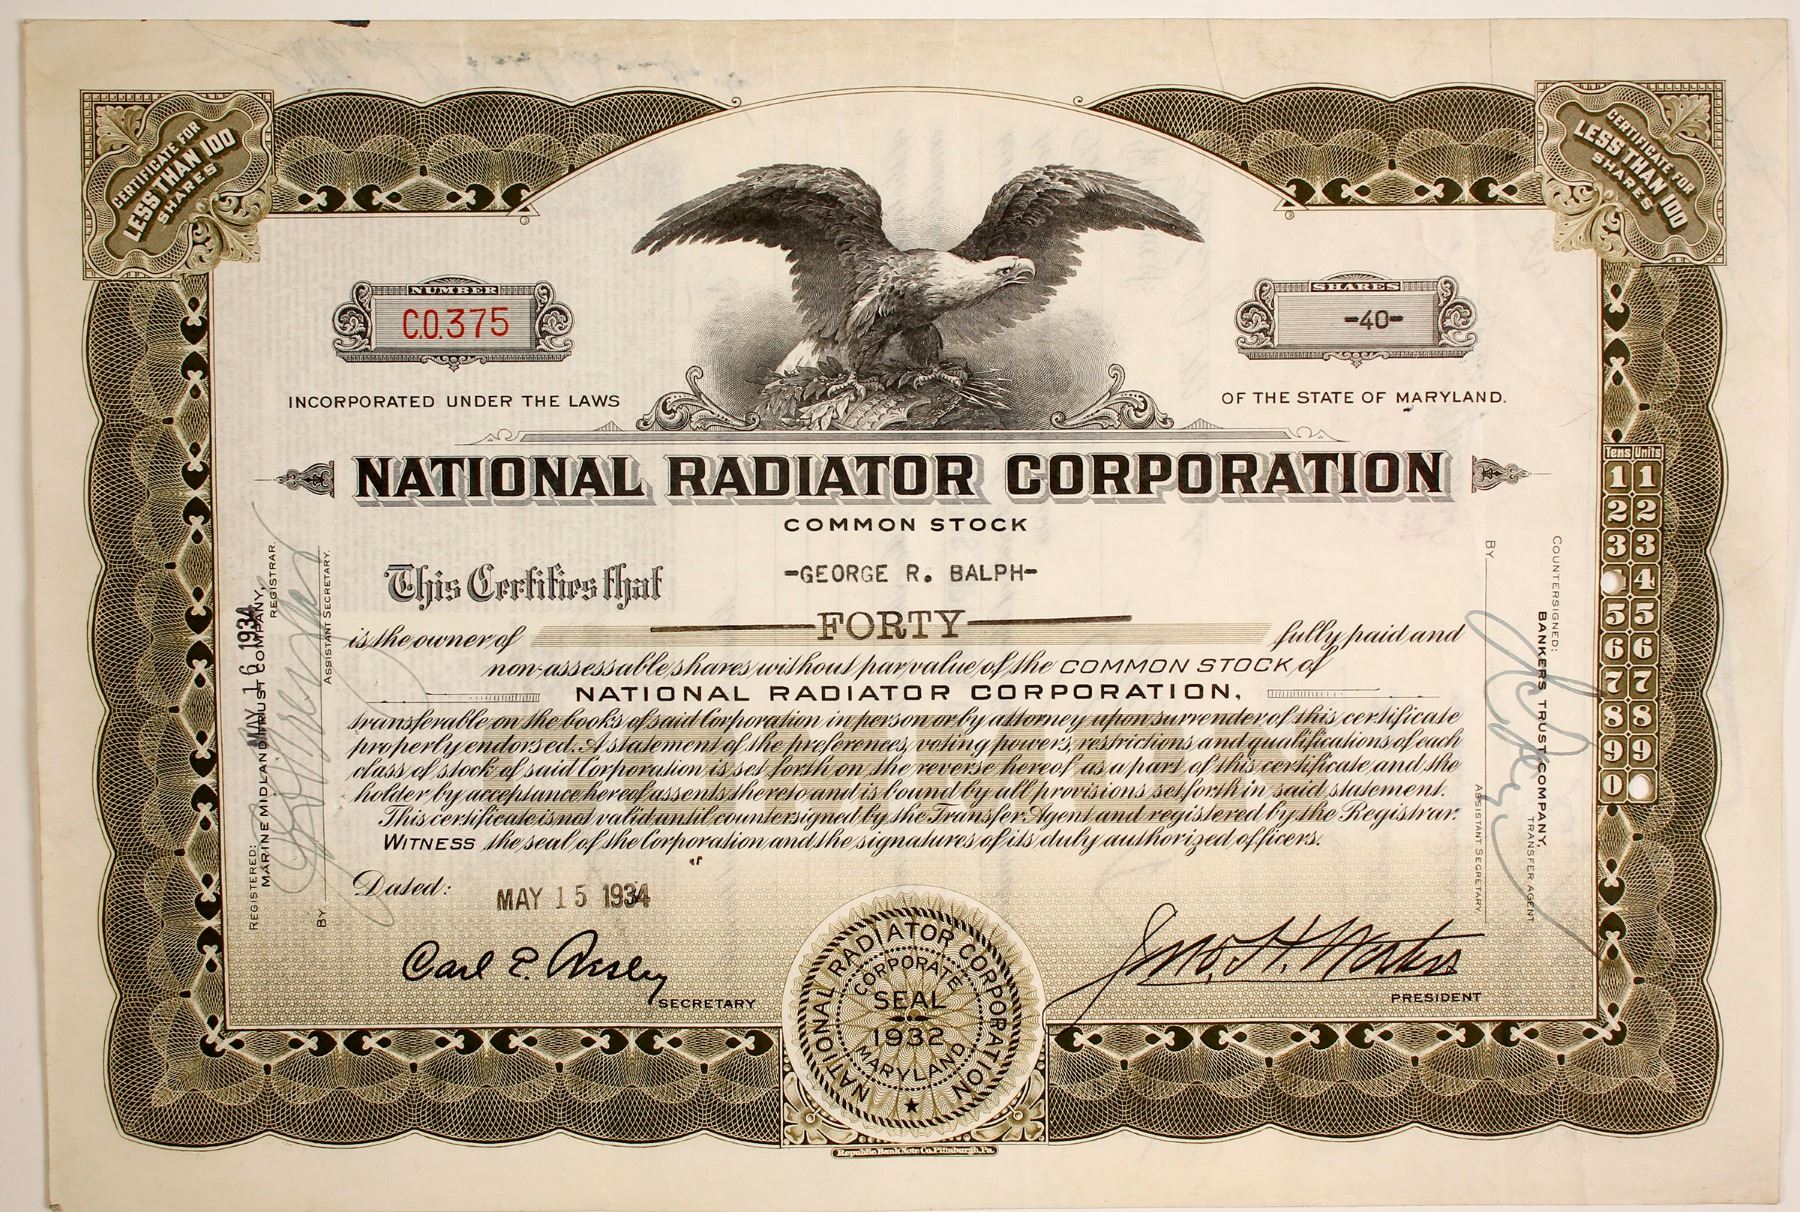 CERTIFICATE FOR
LESS THAN 100
SHARES
CERTIFICATE FOR
LESS THAN 100
SHARES
NUMBER
C.O.375
SHARES
-40-
INCORPORATED UNDER THE LAWS
OF THE STATE OF MARYLAND.
NATIONAL RADIATOR CORPORATION
COMMON STOCK
This Certifies that
-GEORGE R. BALPH-
FORTY
is the owner of
fully paid and
non-assessable shares without par value of the COMMON STOCK of
NATIONAL RADIATOR CORPORATION,
transferable on the books of said Corporation in person or by attorney upon surrender of this certificate
properly endorsed. A statement of the preferences, voting powers, restrictions and qualifications of each
class of stock of said Corporation is set forth on the reverse hereof as a part of this certificate, and the
holder by acceptance hereof assents thereto and is bound by all provisions set forth in said statement.
This certificate is not valid until countersigned by the Transfer Agent and registered by the Registrar.
WITNESS the seal of the Corporation and the signatures of its duly authorized officers.
Dated:
MAY 15 1934
SECRETARY
PRESIDENT
NATIONAL RADIATOR CORPORATION
CORPORATE
SEAL
1932
MARYLAND
Republic Bank Note Co. Pittsburgh, Pa.
REGISTERED:
MAY 16 1934
MARINE MIDLAND TRUST COMPANY,
REGISTRAR.
BY
ASSISTANT SECRETARY.
COUNTERSIGNED:
BANKERS TRUST COMPANY,
TRANSFER AGENT
BY
ASSISTANT SECRETARY.
Tens Units
1 1
2 2
3 3
4
5 5
6 6
7 7
8 8
9 9
0